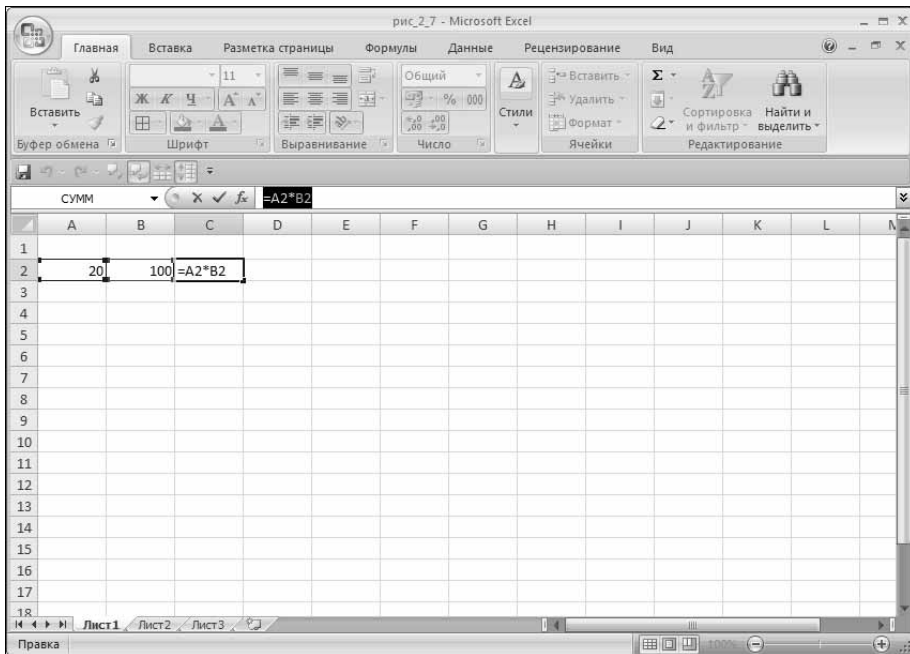 рис_2_7 - Microsoft Excel
Главная Вставка Разметка страницы Формулы Данные Рецензирование Вид
Вставить
Буфер обмена
11
Ж К Ч
Шрифт
Выравнивание
Общий
% 000
Число
Стили
Вставить
Удалить
Формат
Ячейки
Σ
Сортировка и фильтр
Найти и выделить
Редактирование
СУММ fx =A2*B2
A B C D E F G H I J K L M
1
2 20 100 =A2*B2
3
4
5
6
7
8
9
10
11
12
13
14
15
16
17
18
Лист1 Лист2 Лист3
Правка 100%